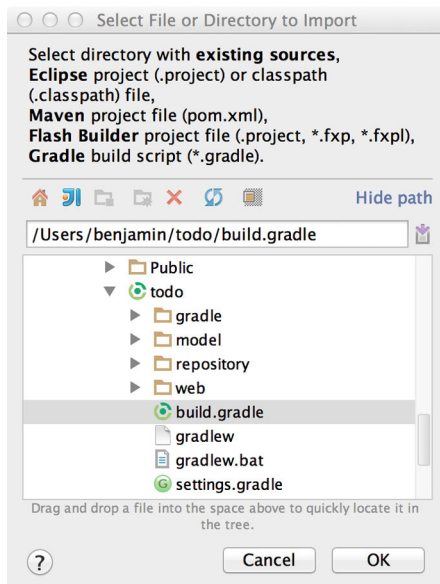 Select File or Directory to Import
Select directory with existing sources,
Eclipse project (.project) or classpath
(.classpath) file,
Maven project file (pom.xml),
Flash Builder project file (.project, *.fxp, *.fxpl),
Gradle build script (*.gradle).
Hide path
/Users/benjamin/todo/build.gradle
Public
todo
gradle
model
repository
web
build.gradle
gradlew
gradlew.bat
G settings.gradle
Drag and drop a file into the space above to quickly locate it in
the tree.
? Cancel OK